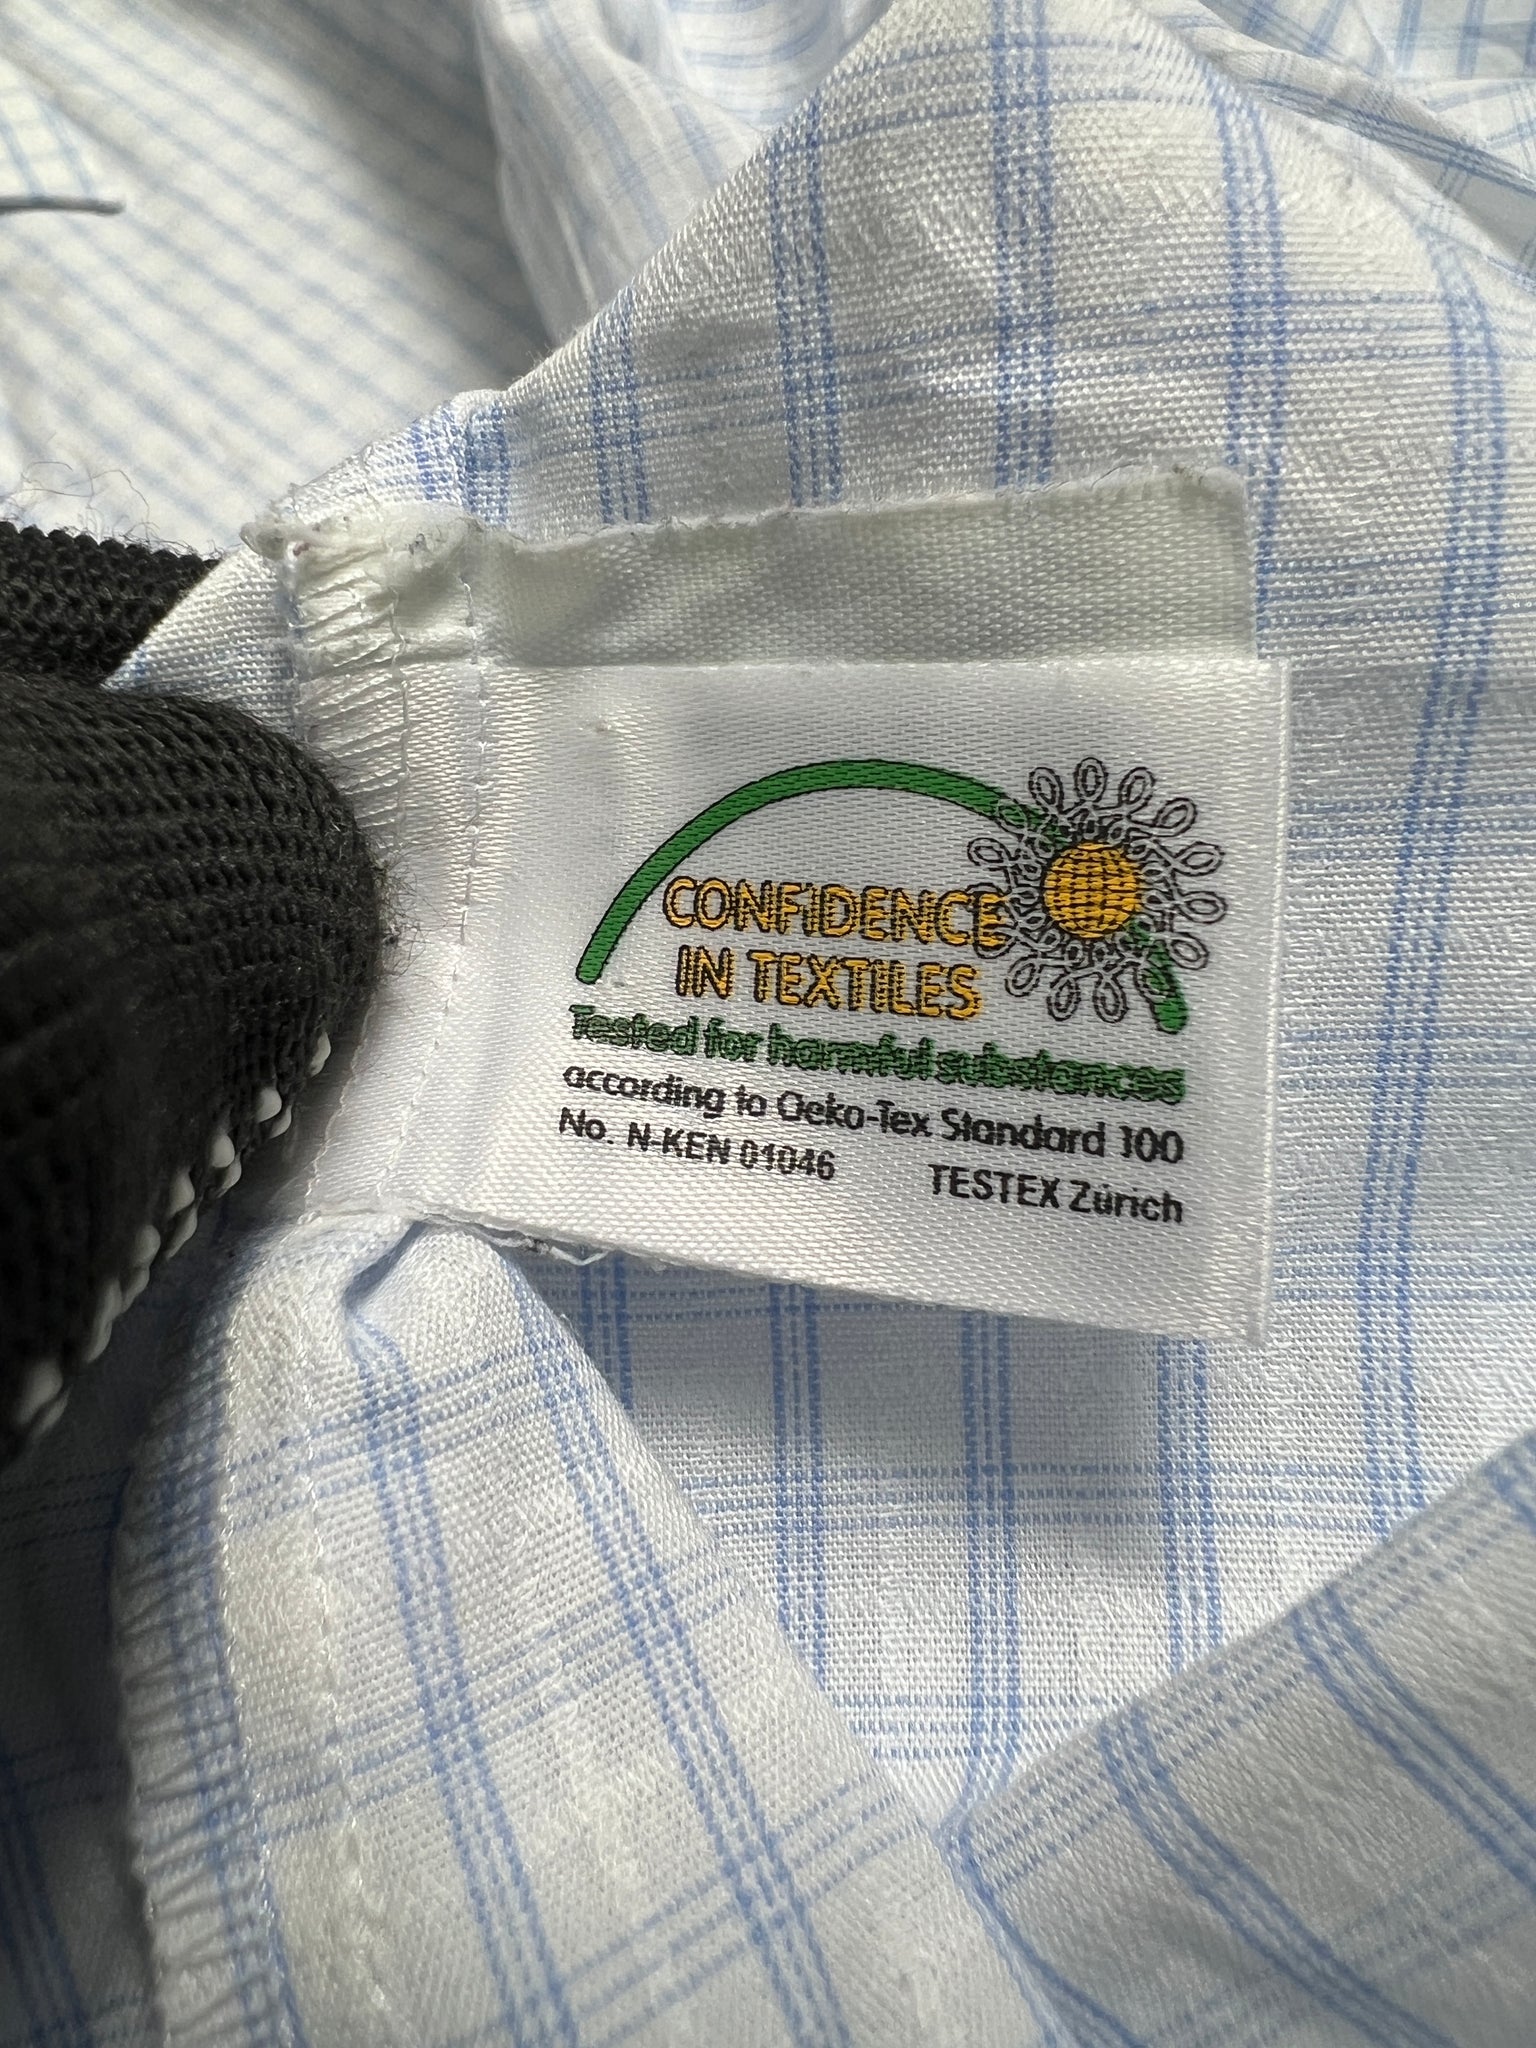 CONFIDENCE
IN TEXTILES
Tested for harmful substances
according to Oeko-Tex Standard 100
No. N-KEN 01046 TESTEX Zürich